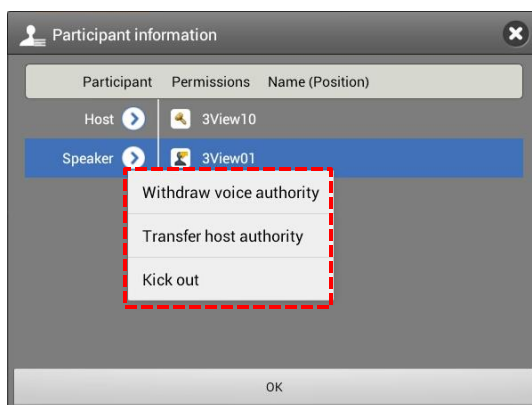 Participant information
Participant Permissions Name (Position)
Host 3View10
Speaker 3View01
Withdraw voice authority
Transfer host authority
Kick out
OK